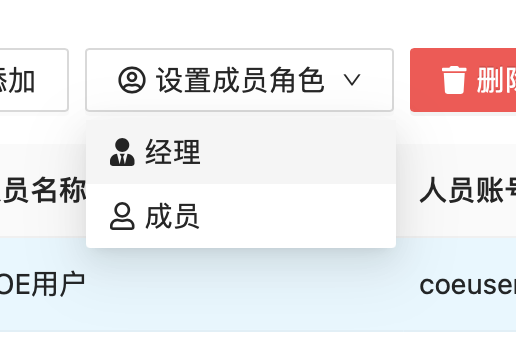 添加 设置成员角色 删除
经理
员名称 人员账号
成员
OE用户 coeuser